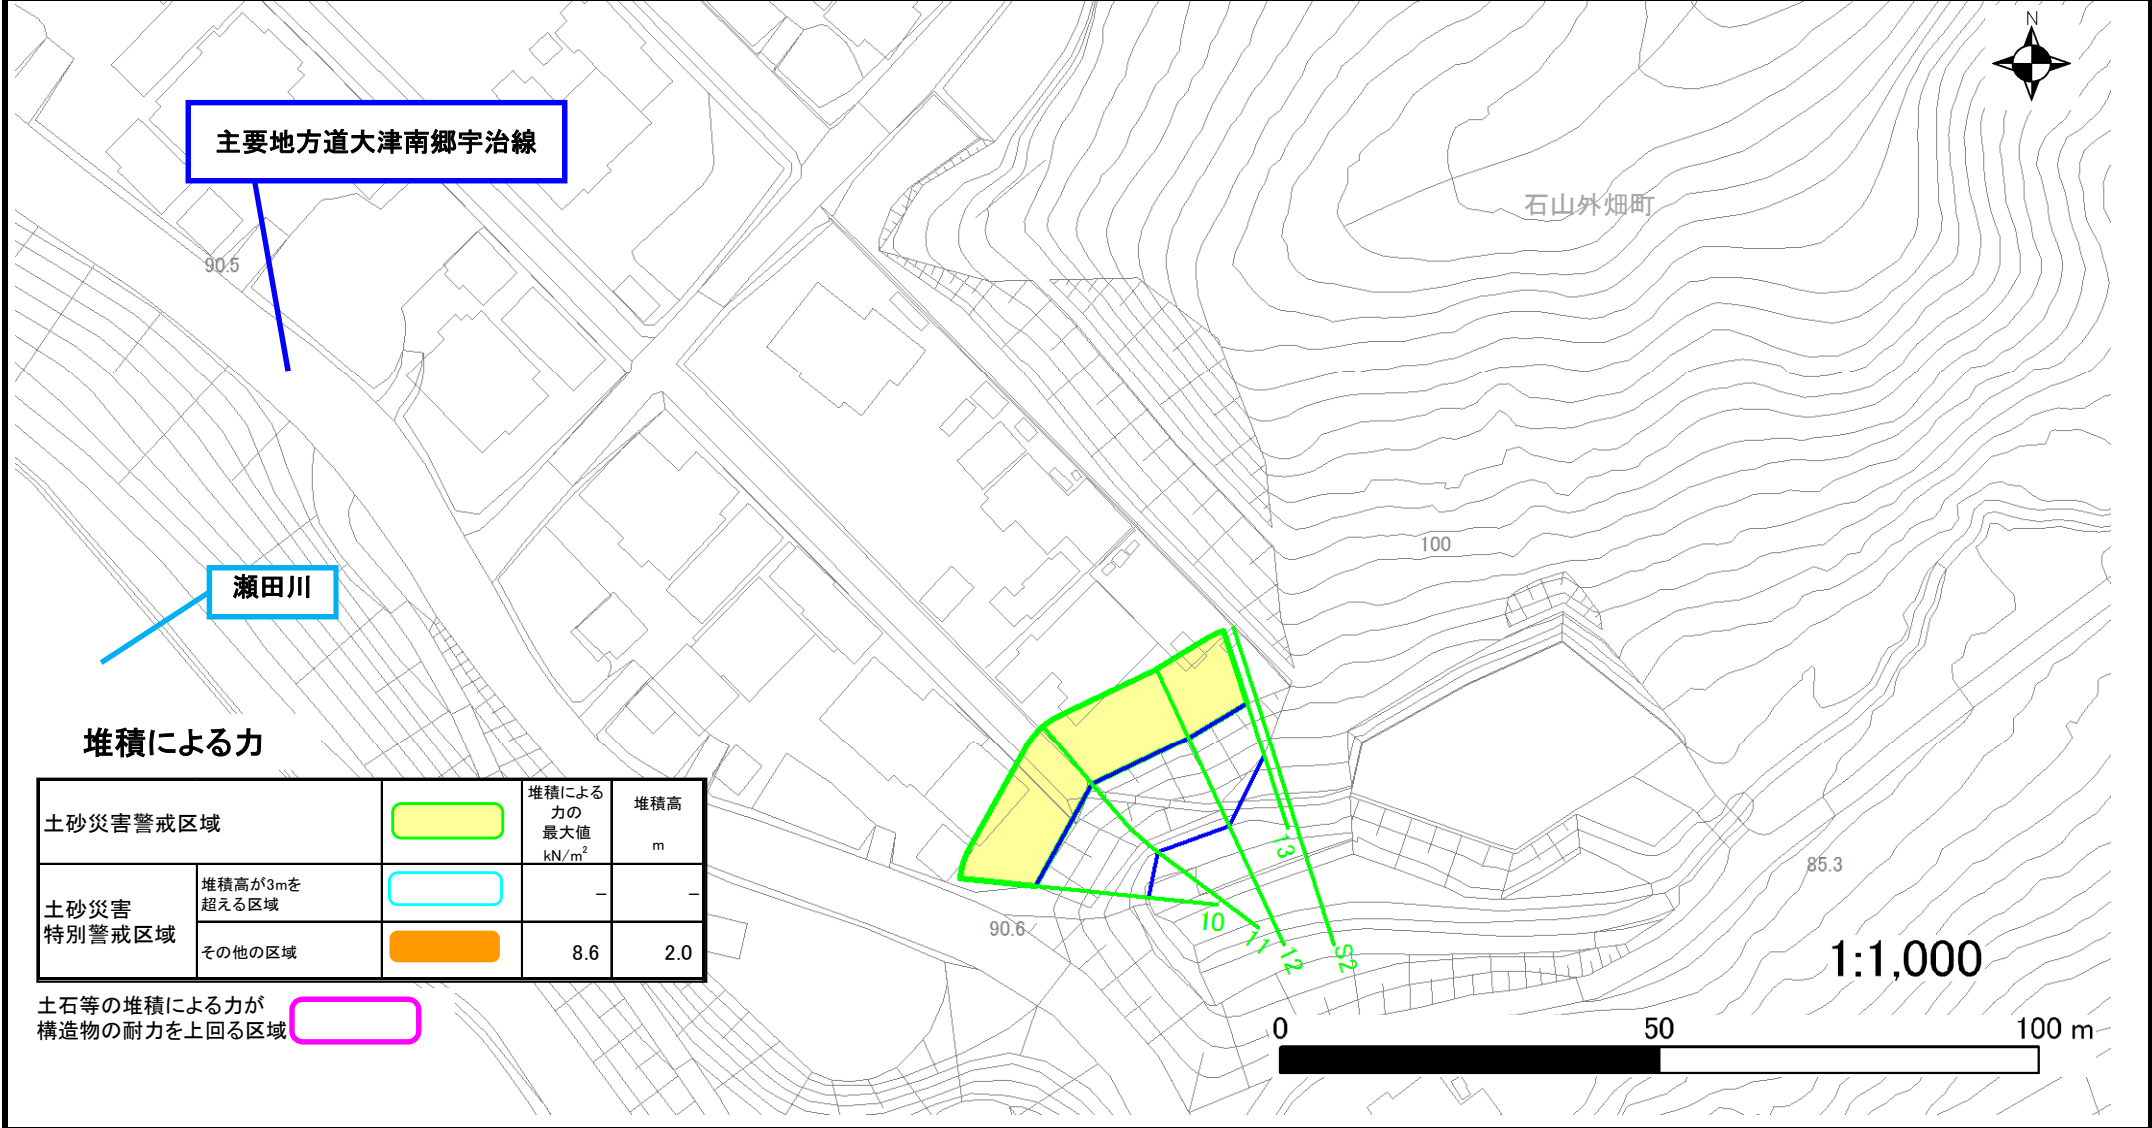 N
主要地方道大津南郷宇治線
石山外畑町
90.5
100
瀬田川
堆積による力
堆積による
力の
最大値
kN/m²
堆積高
m
土砂災害警戒区域
土砂災害
特別警戒区域
堆積高が3mを
超える区域
－
－
その他の区域
8.6
2.0
土石等の堆積による力が
構造物の耐力を上回る区域
13
10
11
12
S2
90.6
85.3
1:1,000
0
50
100 m